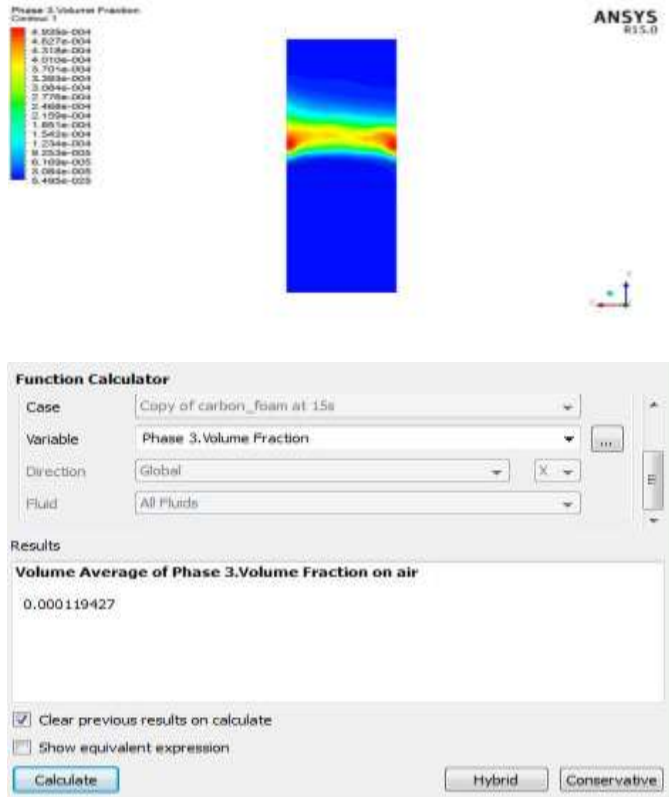 Phase 3.Volume Fraction
Contour 1
4.935e-004
4.627e-004
4.318e-004
4.010e-004
3.701e-004
3.393e-004
3.084e-004
2.776e-004
2.468e-004
2.159e-004
1.851e-004
1.542e-004
1.234e-004
9.253e-005
6.169e-005
3.084e-005
ANSYS
R15.0
Function Calculator
Case Copy of carbon_foam at 15s
Variable Phase 3.Volume Fraction ...
Direction Global X
Fluid All Fluids
Results
Volume Average of Phase 3.Volume Fraction on air
0.000119427
Clear previous results on calculate
Show equivalent expression
Calculate Hybrid Conservative